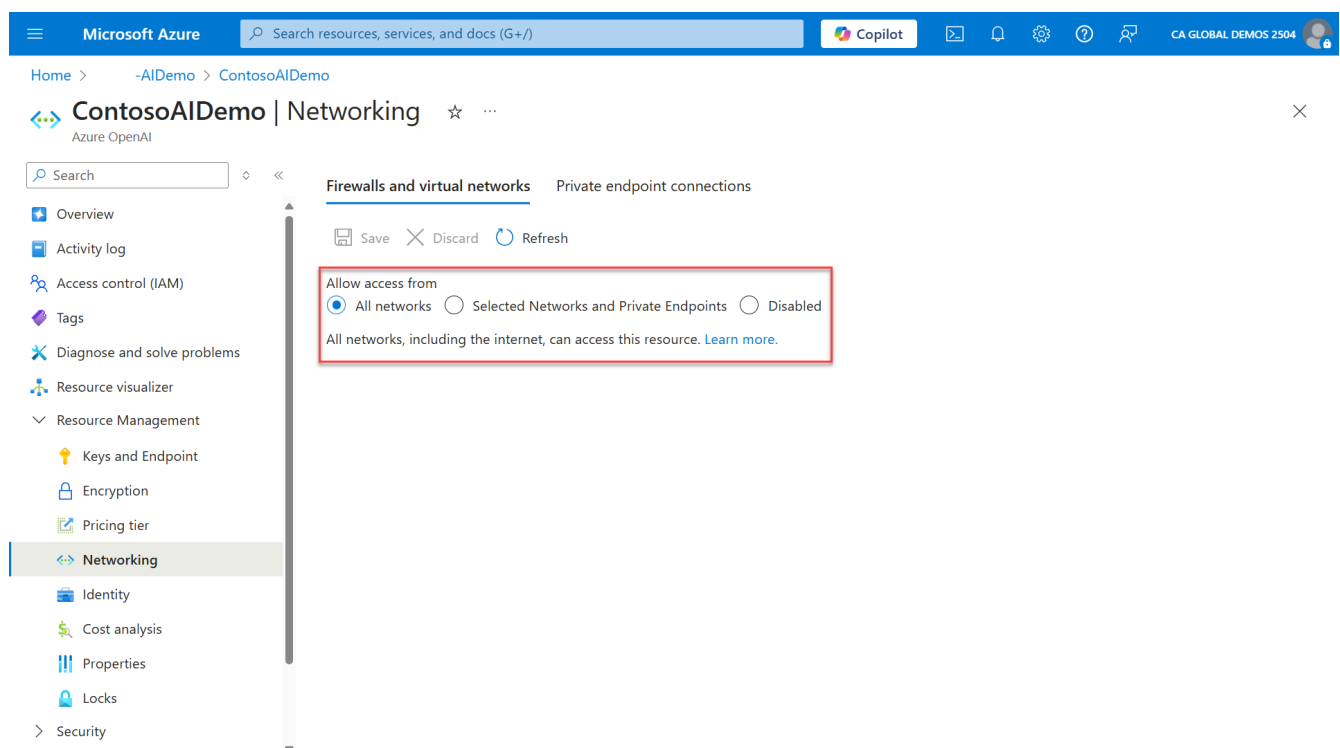 Microsoft Azure
Search resources, services, and docs (G+/)
Copilot
CA GLOBAL DEMOS 2504
Home > -AIDemo > ContosoAIDemo
ContosoAIDemo | Networking
Azure OpenAI
Search
Overview
Activity log
Access control (IAM)
Tags
Diagnose and solve problems
Resource visualizer
Resource Management
Keys and Endpoint
Encryption
Pricing tier
Networking
Identity
Cost analysis
Properties
Locks
Security
Firewalls and virtual networks Private endpoint connections
Save Discard Refresh
Allow access from
All networks Selected Networks and Private Endpoints Disabled
All networks, including the internet, can access this resource. Learn more.